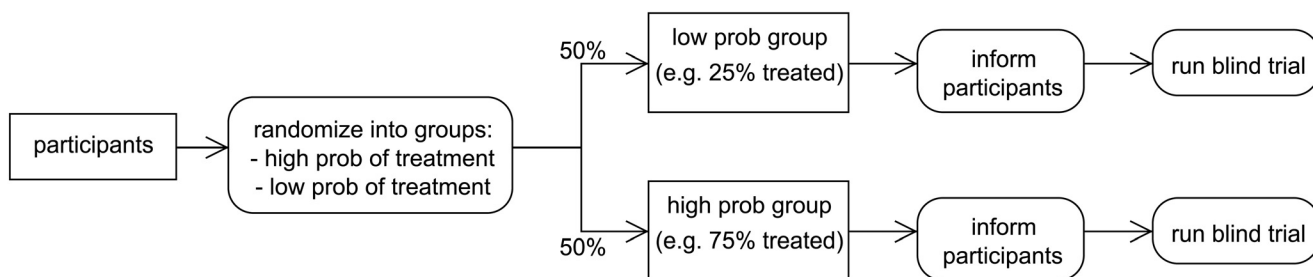 participants
randomize into groups:
- high prob of treatment
- low prob of treatment
50%
low prob group
(e.g. 25% treated)
inform
participants
run blind trial
50%
high prob group
(e.g. 75% treated)
inform
participants
run blind trial